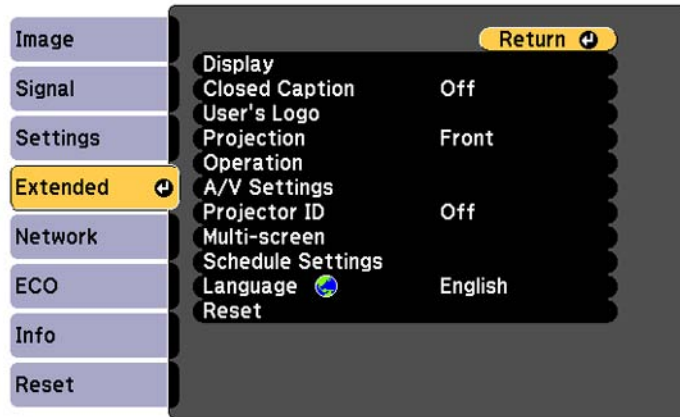 Image
Signal
Settings
Extended
Network
ECO
Info
Reset
Return
Display
Closed Caption Off
User's Logo
Projection Front
Operation
A/V Settings
Projector ID Off
Multi-screen
Schedule Settings
Language English
Reset